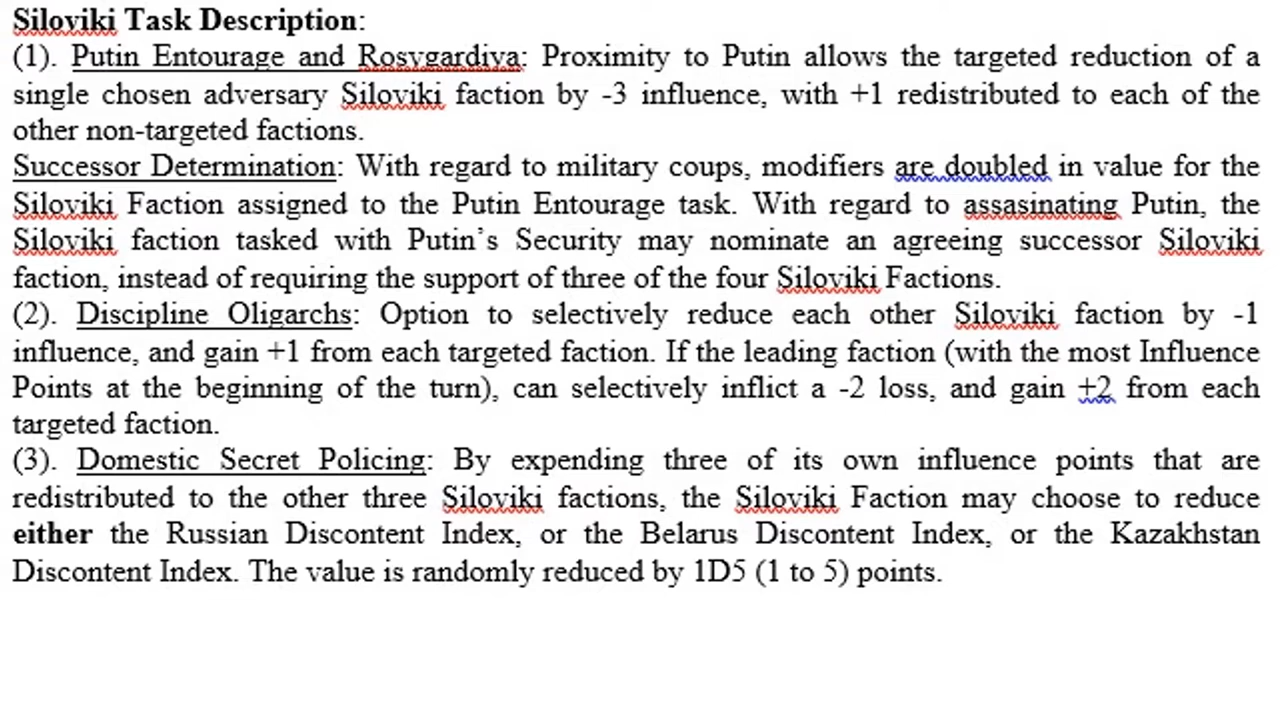 Siloviki Task Description:
(1). Putin Entourage and Rosvgardiva: Proximity to Putin allows the targeted reduction of a
single chosen adversary Siloviki faction by -3 influence, with +1 redistributed to each of the
other non-targeted factions.
Successor Determination: With regard to military coups, modifiers are doubled in value for the
Siloviki Faction assigned to the Putin Entourage task. With regard to assasinating Putin, the
Siloviki faction tasked with Putin’s Security may nominate an agreeing successor Siloviki
faction, instead of requiring the support of three of the four Siloviki Factions.
(2). Discipline Oligarchs: Option to selectively reduce each other Siloviki faction by -1
influence, and gain +1 from each targeted faction. If the leading faction (with the most Influence
Points at the beginning of the turn), can selectively inflict a -2 loss, and gain +2 from each
targeted faction.
(3). Domestic Secret Policing: By expending three of its own influence points that are
redistributed to the other three Siloviki factions, the Siloviki Faction may choose to reduce
either the Russian Discontent Index, or the Belarus Discontent Index, or the Kazakhstan
Discontent Index. The value is randomly reduced by 1D5 (1 to 5) points.